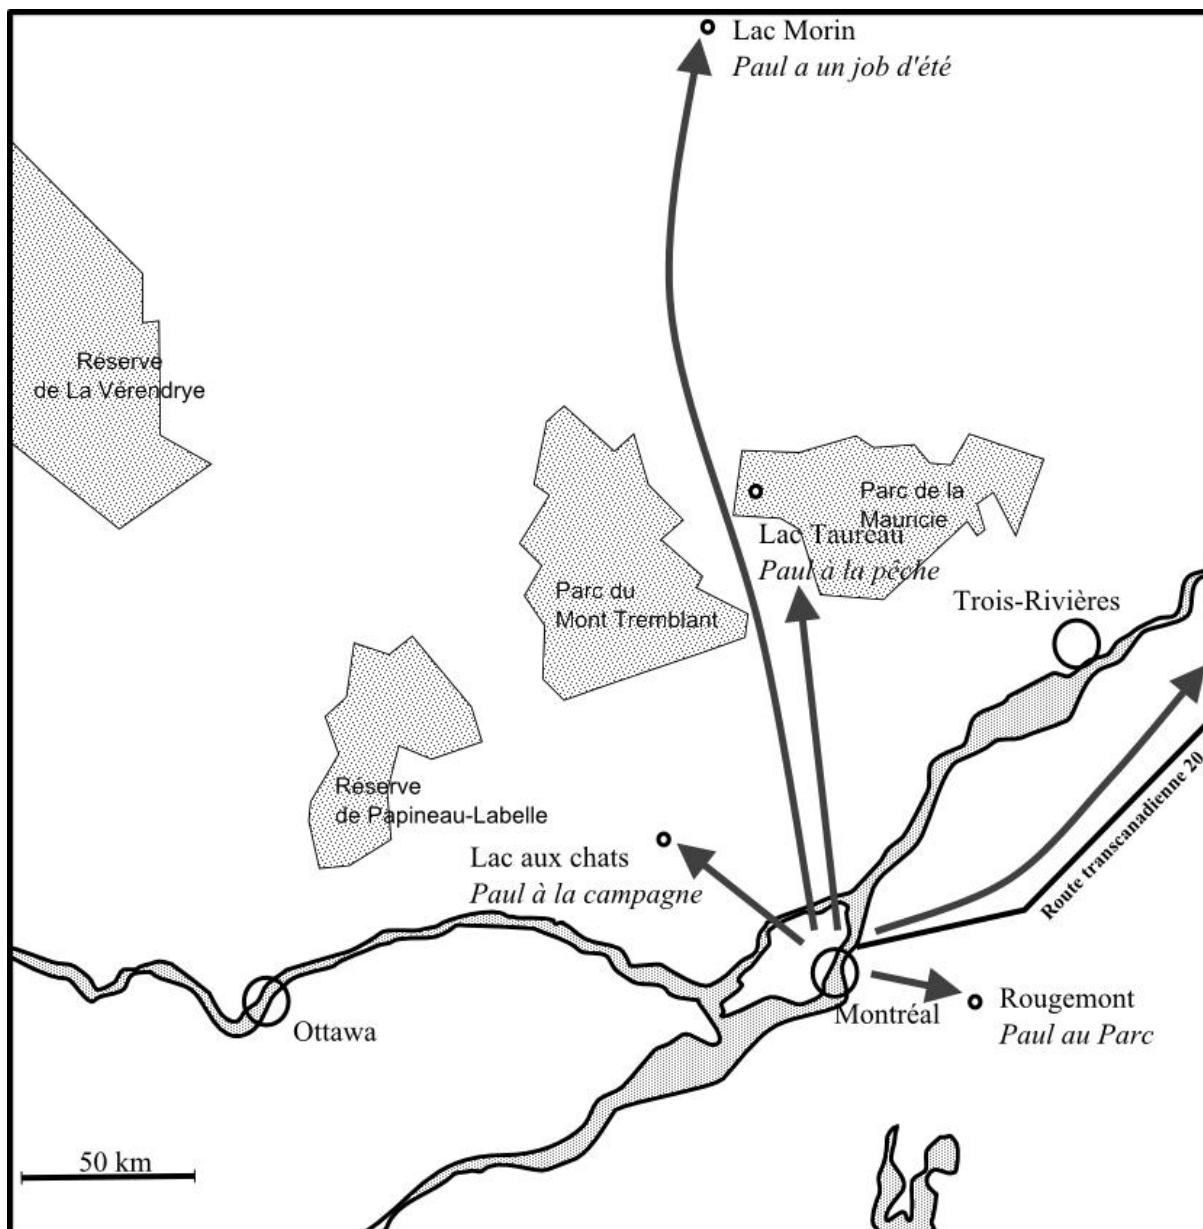 Lac Morin
Paul a un job d'été
Réserve
de La Vérendrye
Parc de la
Mauricie
Lac Taureau
Paul à la pêche
Parc du
Mont Tremblant
Trois-Rivières
Réserve
de Papineau-Labelle
Route transcanadienne 20
Lac aux chats
Paul à la campagne
Rougemont
Paul au Parc
Montréal
Ottawa
50 km